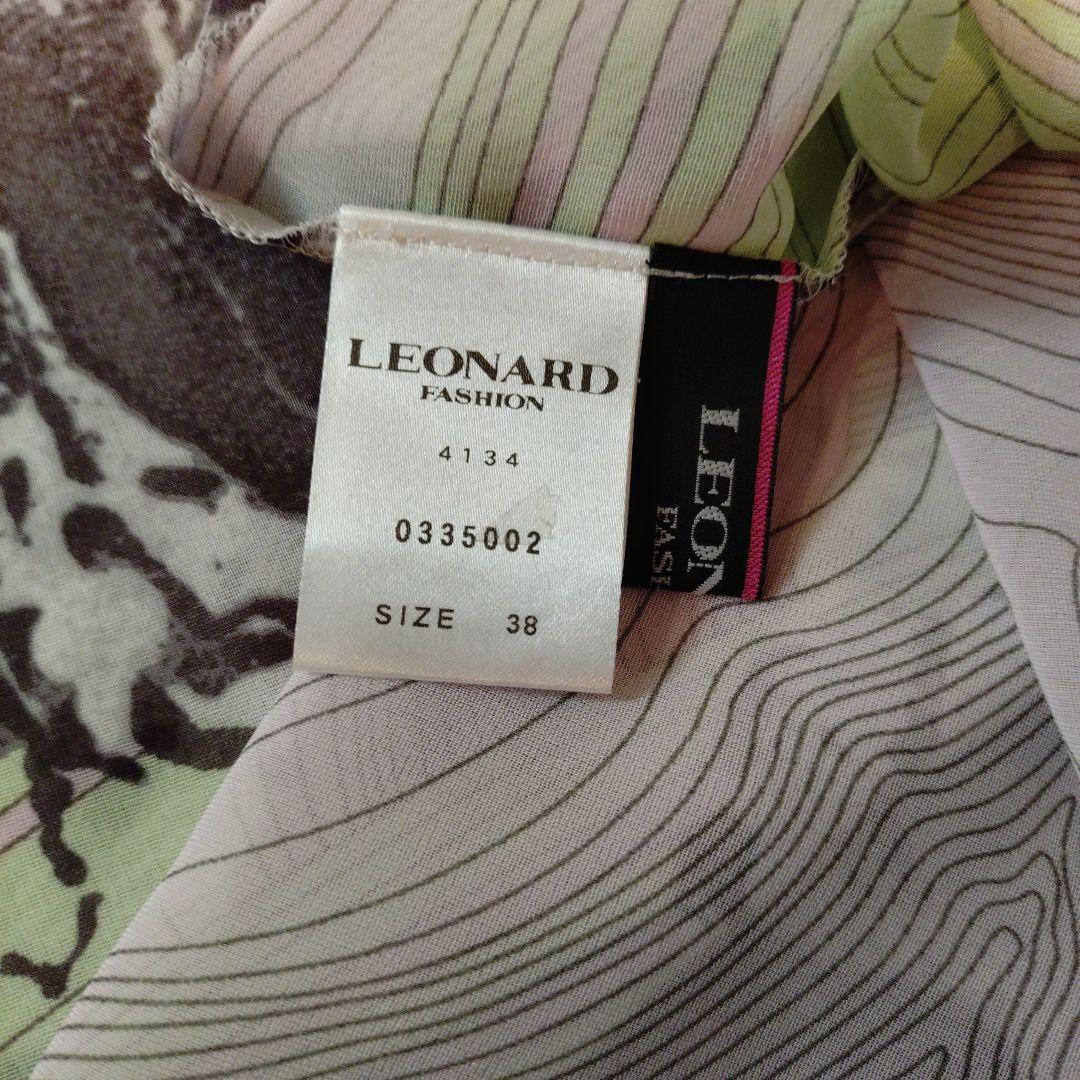 LEONARD
FASHION
4134
0335002
SIZE 38
LEON
FASH